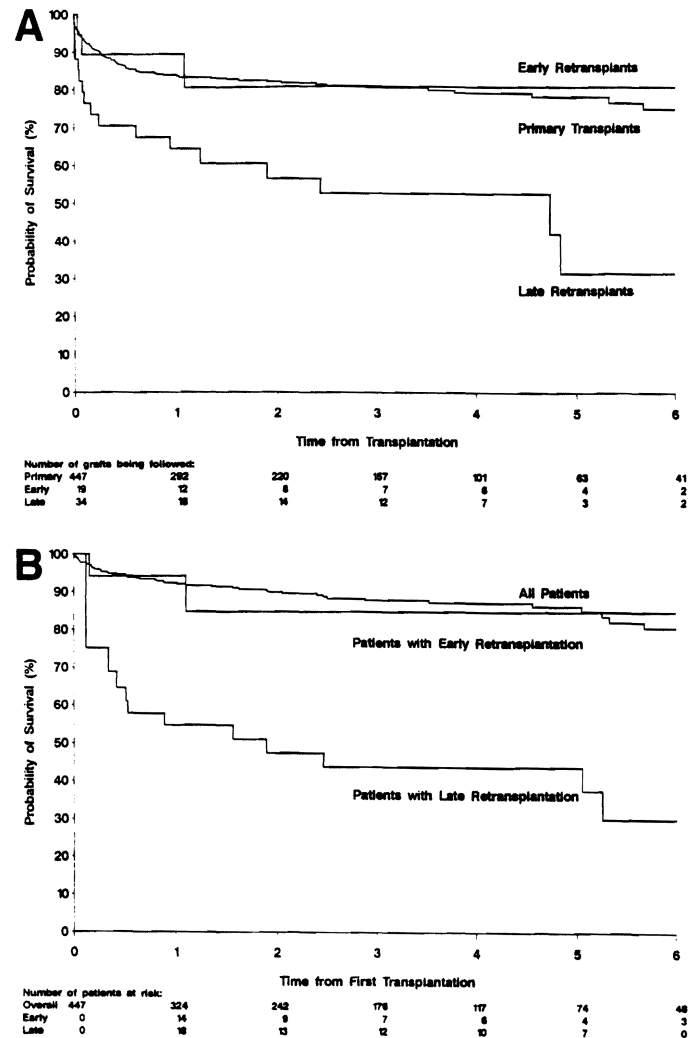 A
100
90
80
70
60
50
40
30
20
10
0
Probability of Survival (%)
Early Retransplants
Primary Transplants
Late Retransplants
0 1 2 3 4 5 6
Time from Transplantation
Number of grafts being followed:
Primary 447 292 220 157 101 63 41
Early 19 12 8 7 6 4 2
Late 34 18 14 12 7 3 2
B
100
90
80
70
60
50
40
30
20
10
0
Probability of Survival (%)
All Patients
Patients with Early Retransplantation
Patients with Late Retransplantation
0 1 2 3 4 5 6
Time from First Transplantation
Number of patients at risk:
Overall 447 324 242 176 117 74 48
Early 0 14 9 7 6 4 3
Late 0 18 13 12 10 7 0